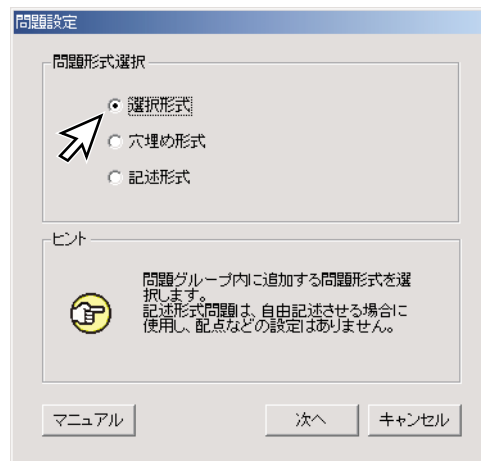 問題設定
問題形式選択
選択形式
穴埋め形式
記述形式
ヒント
問題グループ内に追加する問題形式を選
択します。
記述形式問題は、自由記述させる場合に
使用し、配点などの設定はありません。
マニュアル
次へ
キャンセル